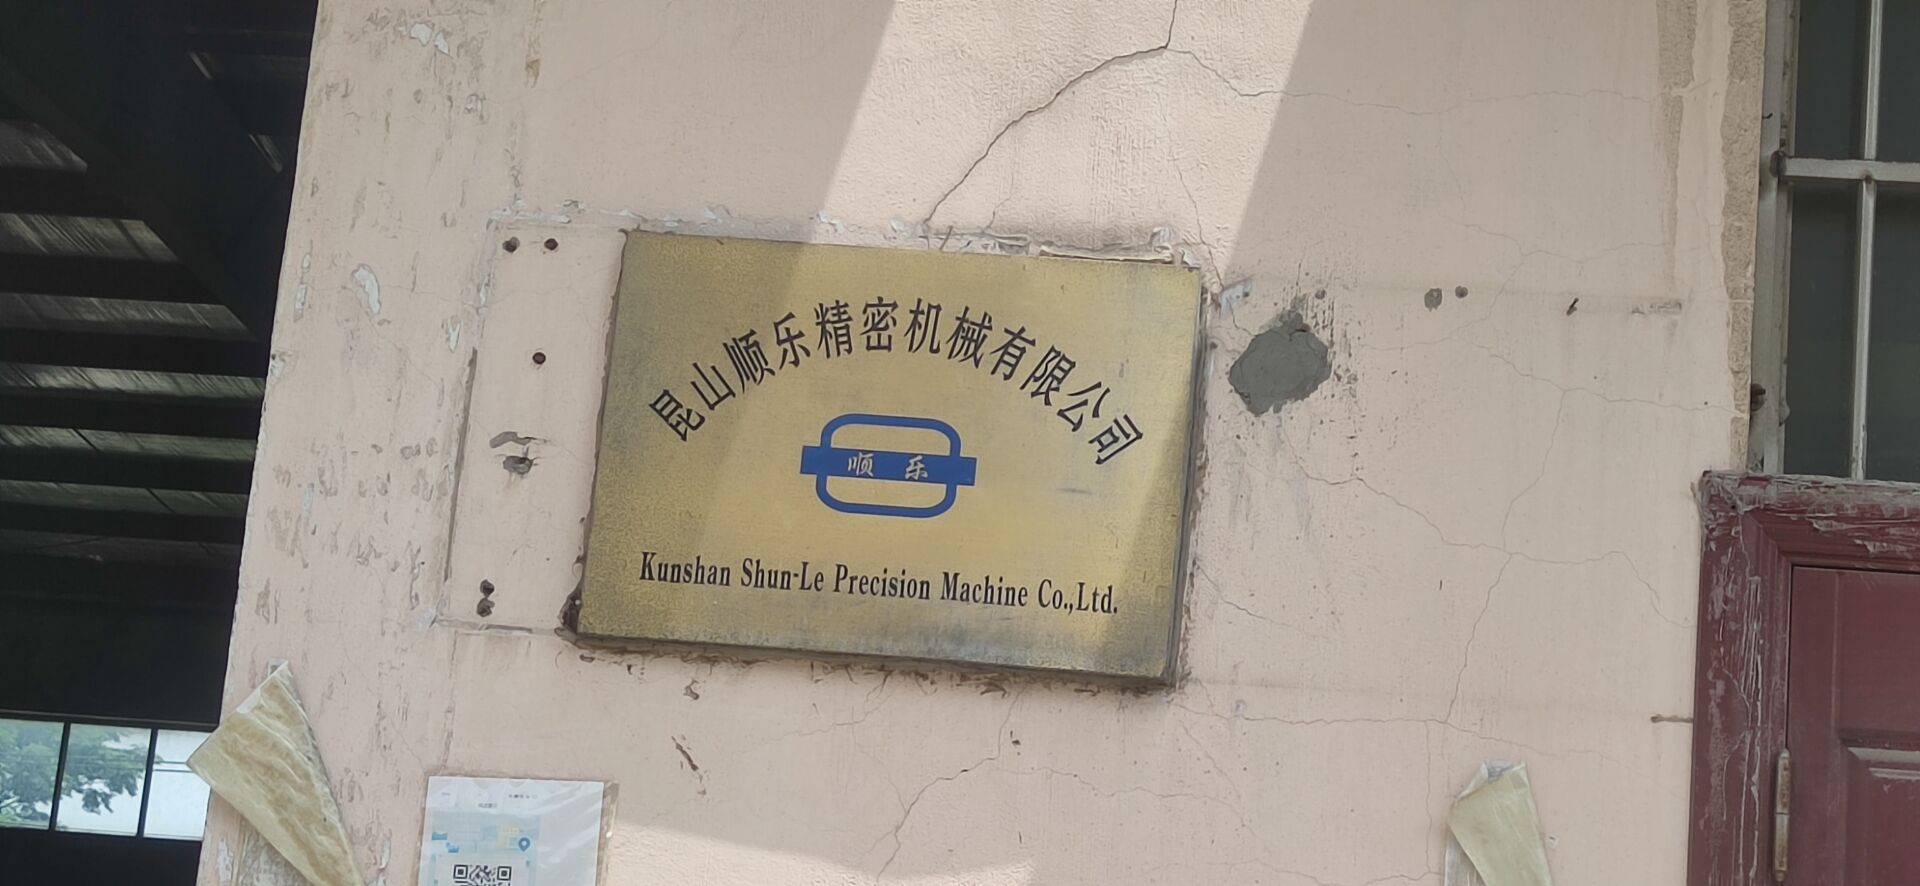 昆山顺乐精密机械有限公司
顺 乐
Kunshan Shun-Le Precision Machine Co.,Ltd.